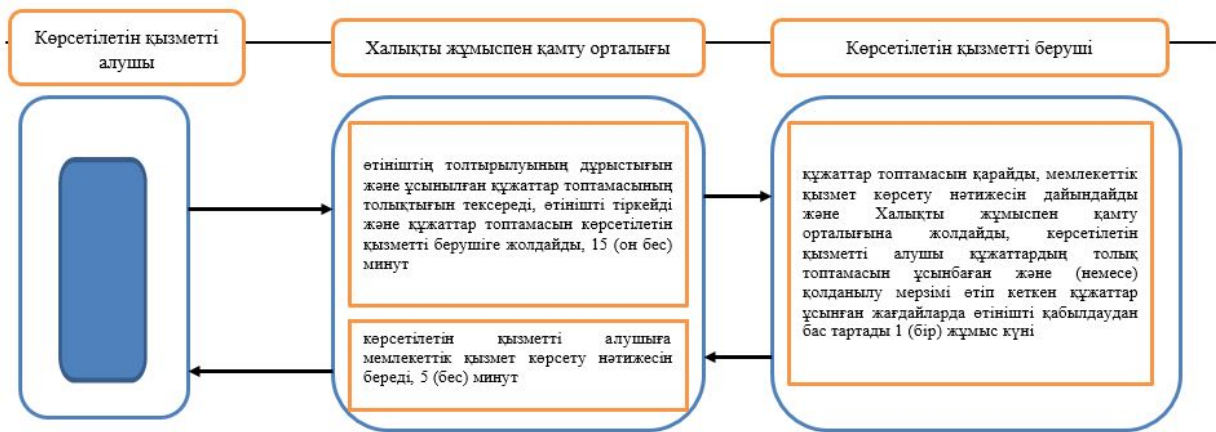 Көрсетілетін қызметті
алушы
Халықты жұмыспен қамту орталығы
Көрсетілетін қызметті беруші
өтініштің толтырылуының дұрыстығын
және ұсынылған құжаттар топтамасының
толықтығын тексереді, өтінішті тіркейді
және құжаттар топтамасын көрсетілетін
қызметті берушіге жолдайды, 15 (он бес)
минут
көрсетілетін қызметті алушыға
мемлекеттік қызмет көрсету нәтижесін
береді, 5 (бес) минут
құжаттар топтамасын қарайды, мемлекеттік
қызмет көрсету нәтижесін дайындайды
және Халықты жұмыспен қамту
орталығына жолдайды, көрсетілетін
қызметті алушы құжаттардың толық
топтамасын ұсынбаған және (немесе)
қолданылу мерзімі өтіп кеткен құжаттар
ұсынған жағдайларда өтінішті қабылдаудан
бас тартады 1 (бір) жұмыс күні